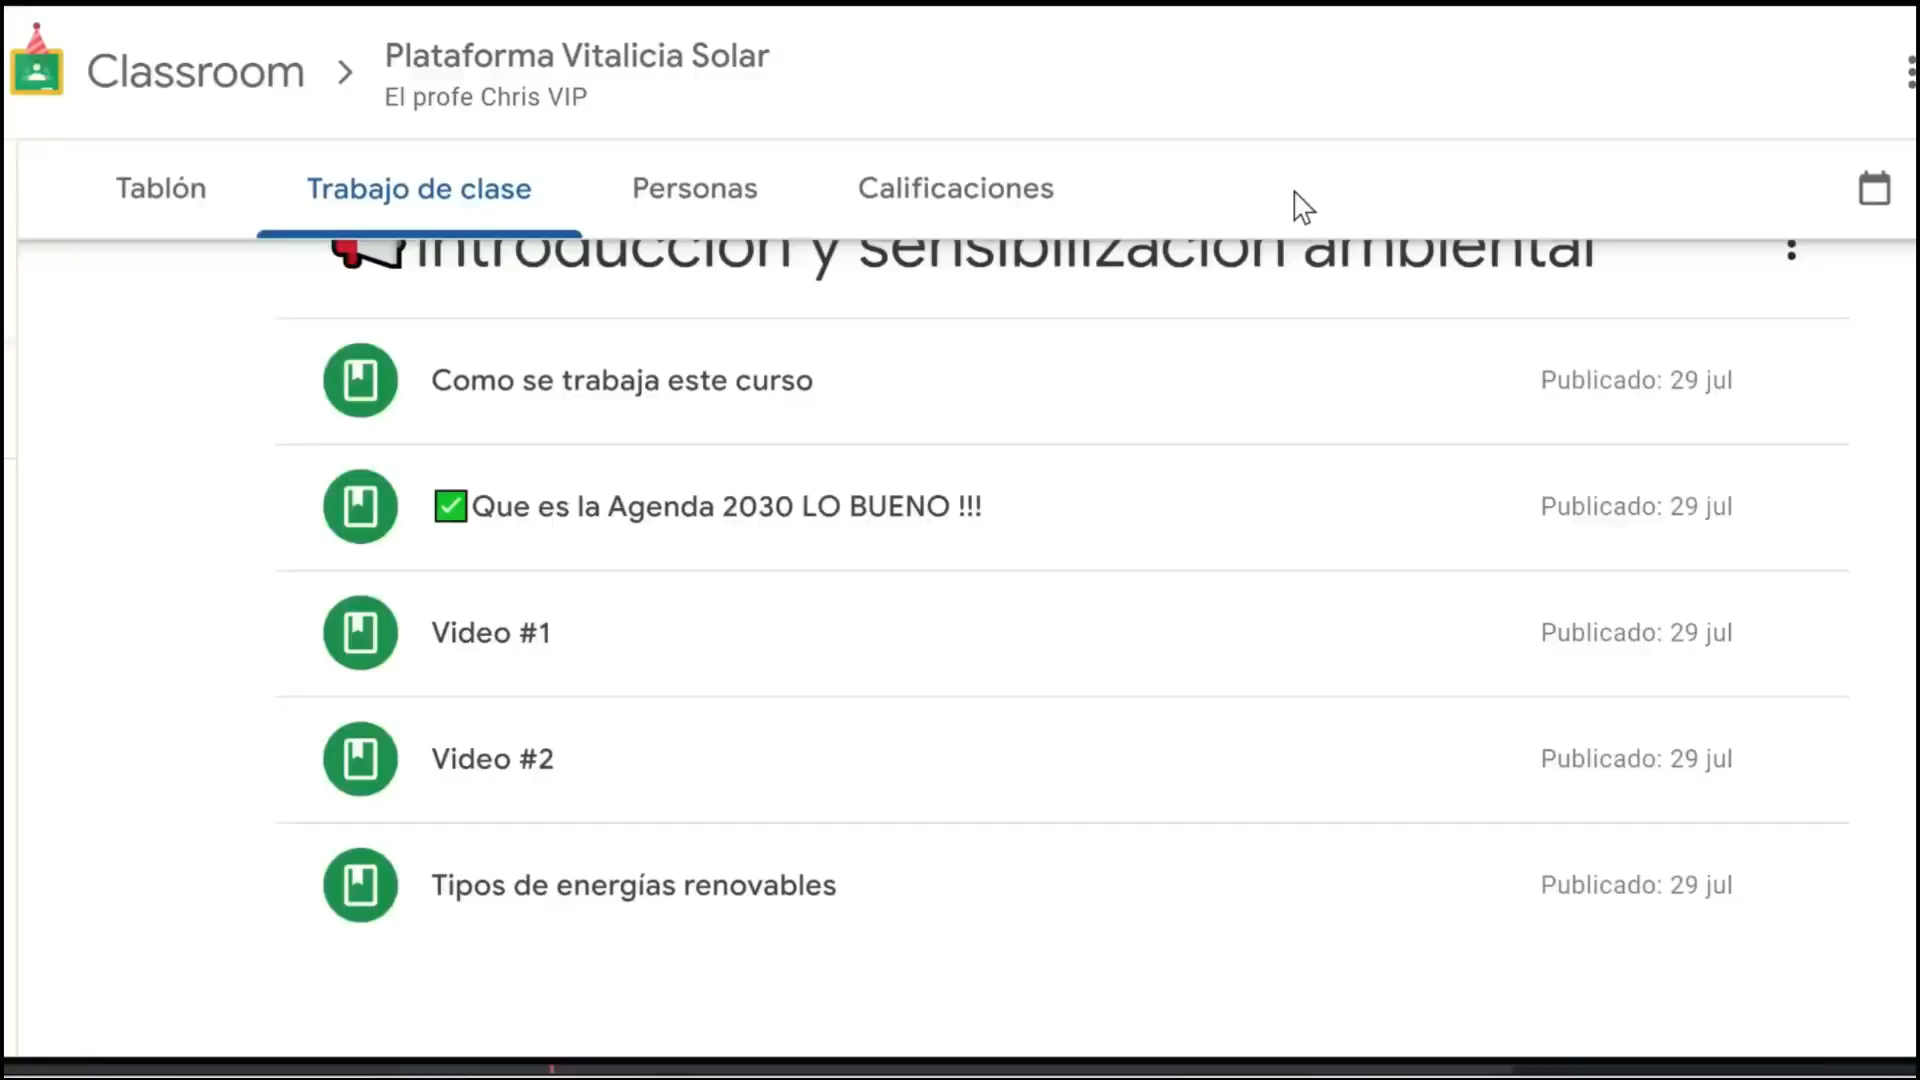 Classroom
Plataforma Vitalicia Solar
El profe Chris VIP
Tablón
Trabajo de clase
Personas
Calificaciones
Introducción y sensibilización ambiental
Como se trabaja este curso
Publicado: 29 jul
✅Que es la Agenda 2030 LO BUENO !!!
Publicado: 29 jul
Video #1
Publicado: 29 jul
Video #2
Publicado: 29 jul
Tipos de energías renovables
Publicado: 29 jul